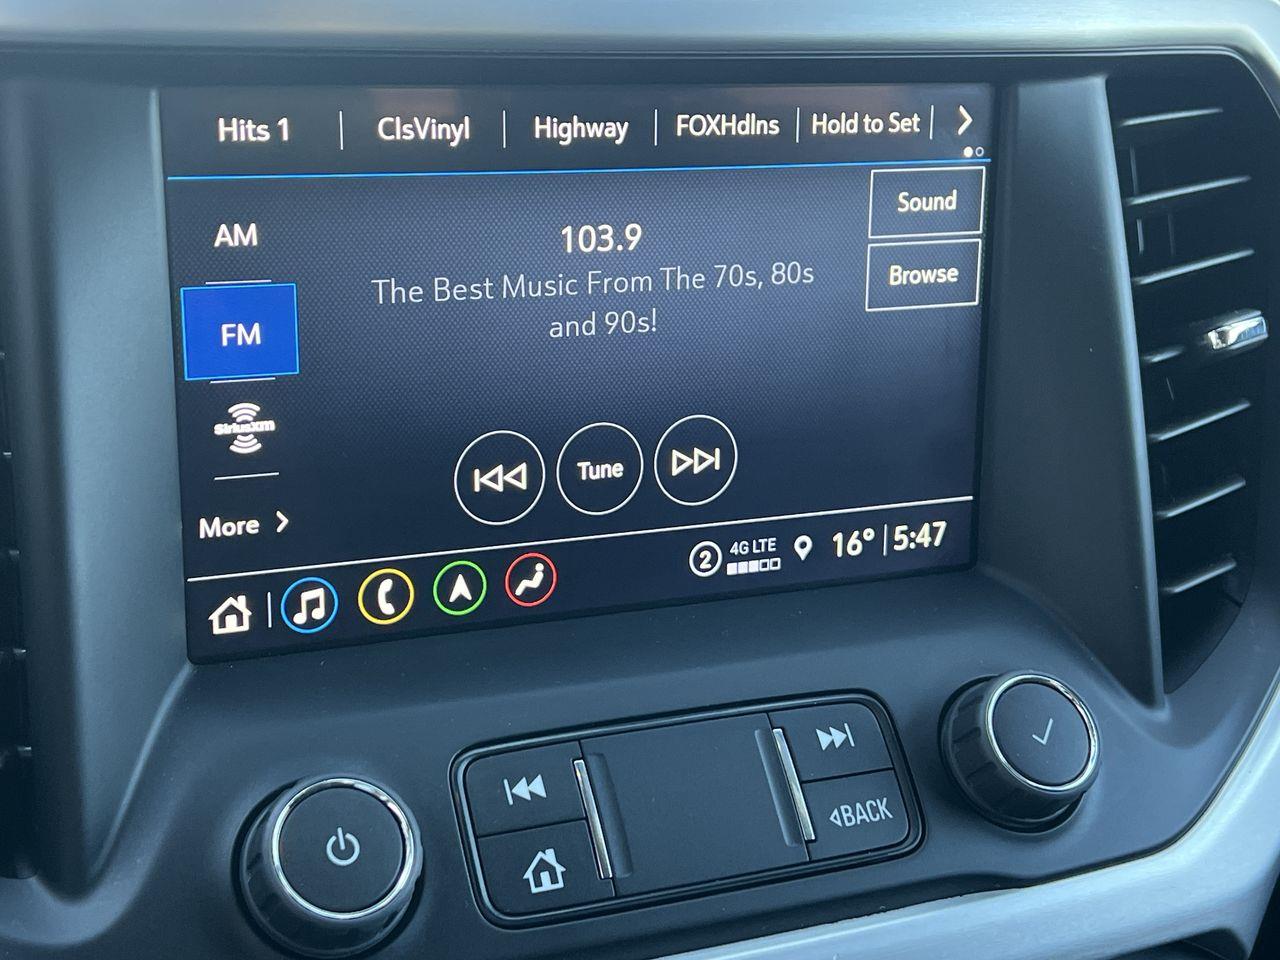 Hits 1 ClsVinyl Highway FOXHdlns Hold to Set
AM
103.9
Sound
The Best Music From The 70s, 80s
and 90s!
Browse
FM
SiriusXM
Tune
More
2 4G LTE 16° 5:47
BACK